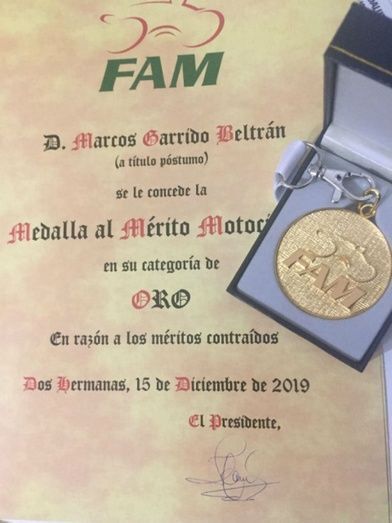 FAM
D. Marcos Garrido Beltrán
(a título póstumo)
se le concede la
Medalla al Mérito
en su categoría de
ORO
En razón a los méritos contraídos
Dos Hermanas, 15 de Diciembre de 2019
El Presidente,
FAM